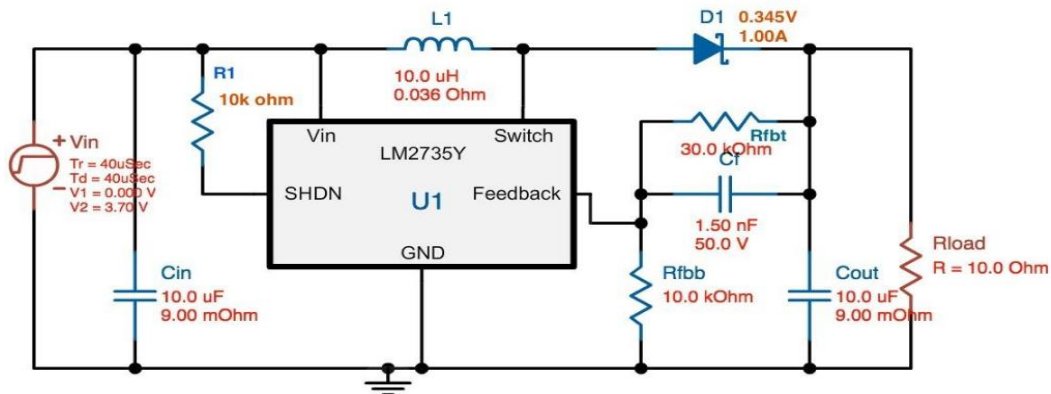 L1
10.0 uH
0.036 Ohm
D1
0.345V
1.00A
R1
10k ohm
Vin
Tr = 40uSec
Td = 40uSec
V1 = 0.000 V
V2 = 3.70 V
Vin
Switch
LM2735Y
SHDN
U1
Feedback
GND
Rfbt
30.0 kOhm
Cf
1.50 nF
50.0 V
Cin
10.0 uF
9.00 mOhm
Rfbb
10.0 kOhm
Cout
10.0 uF
9.00 mOhm
Rload
R = 10.0 Ohm